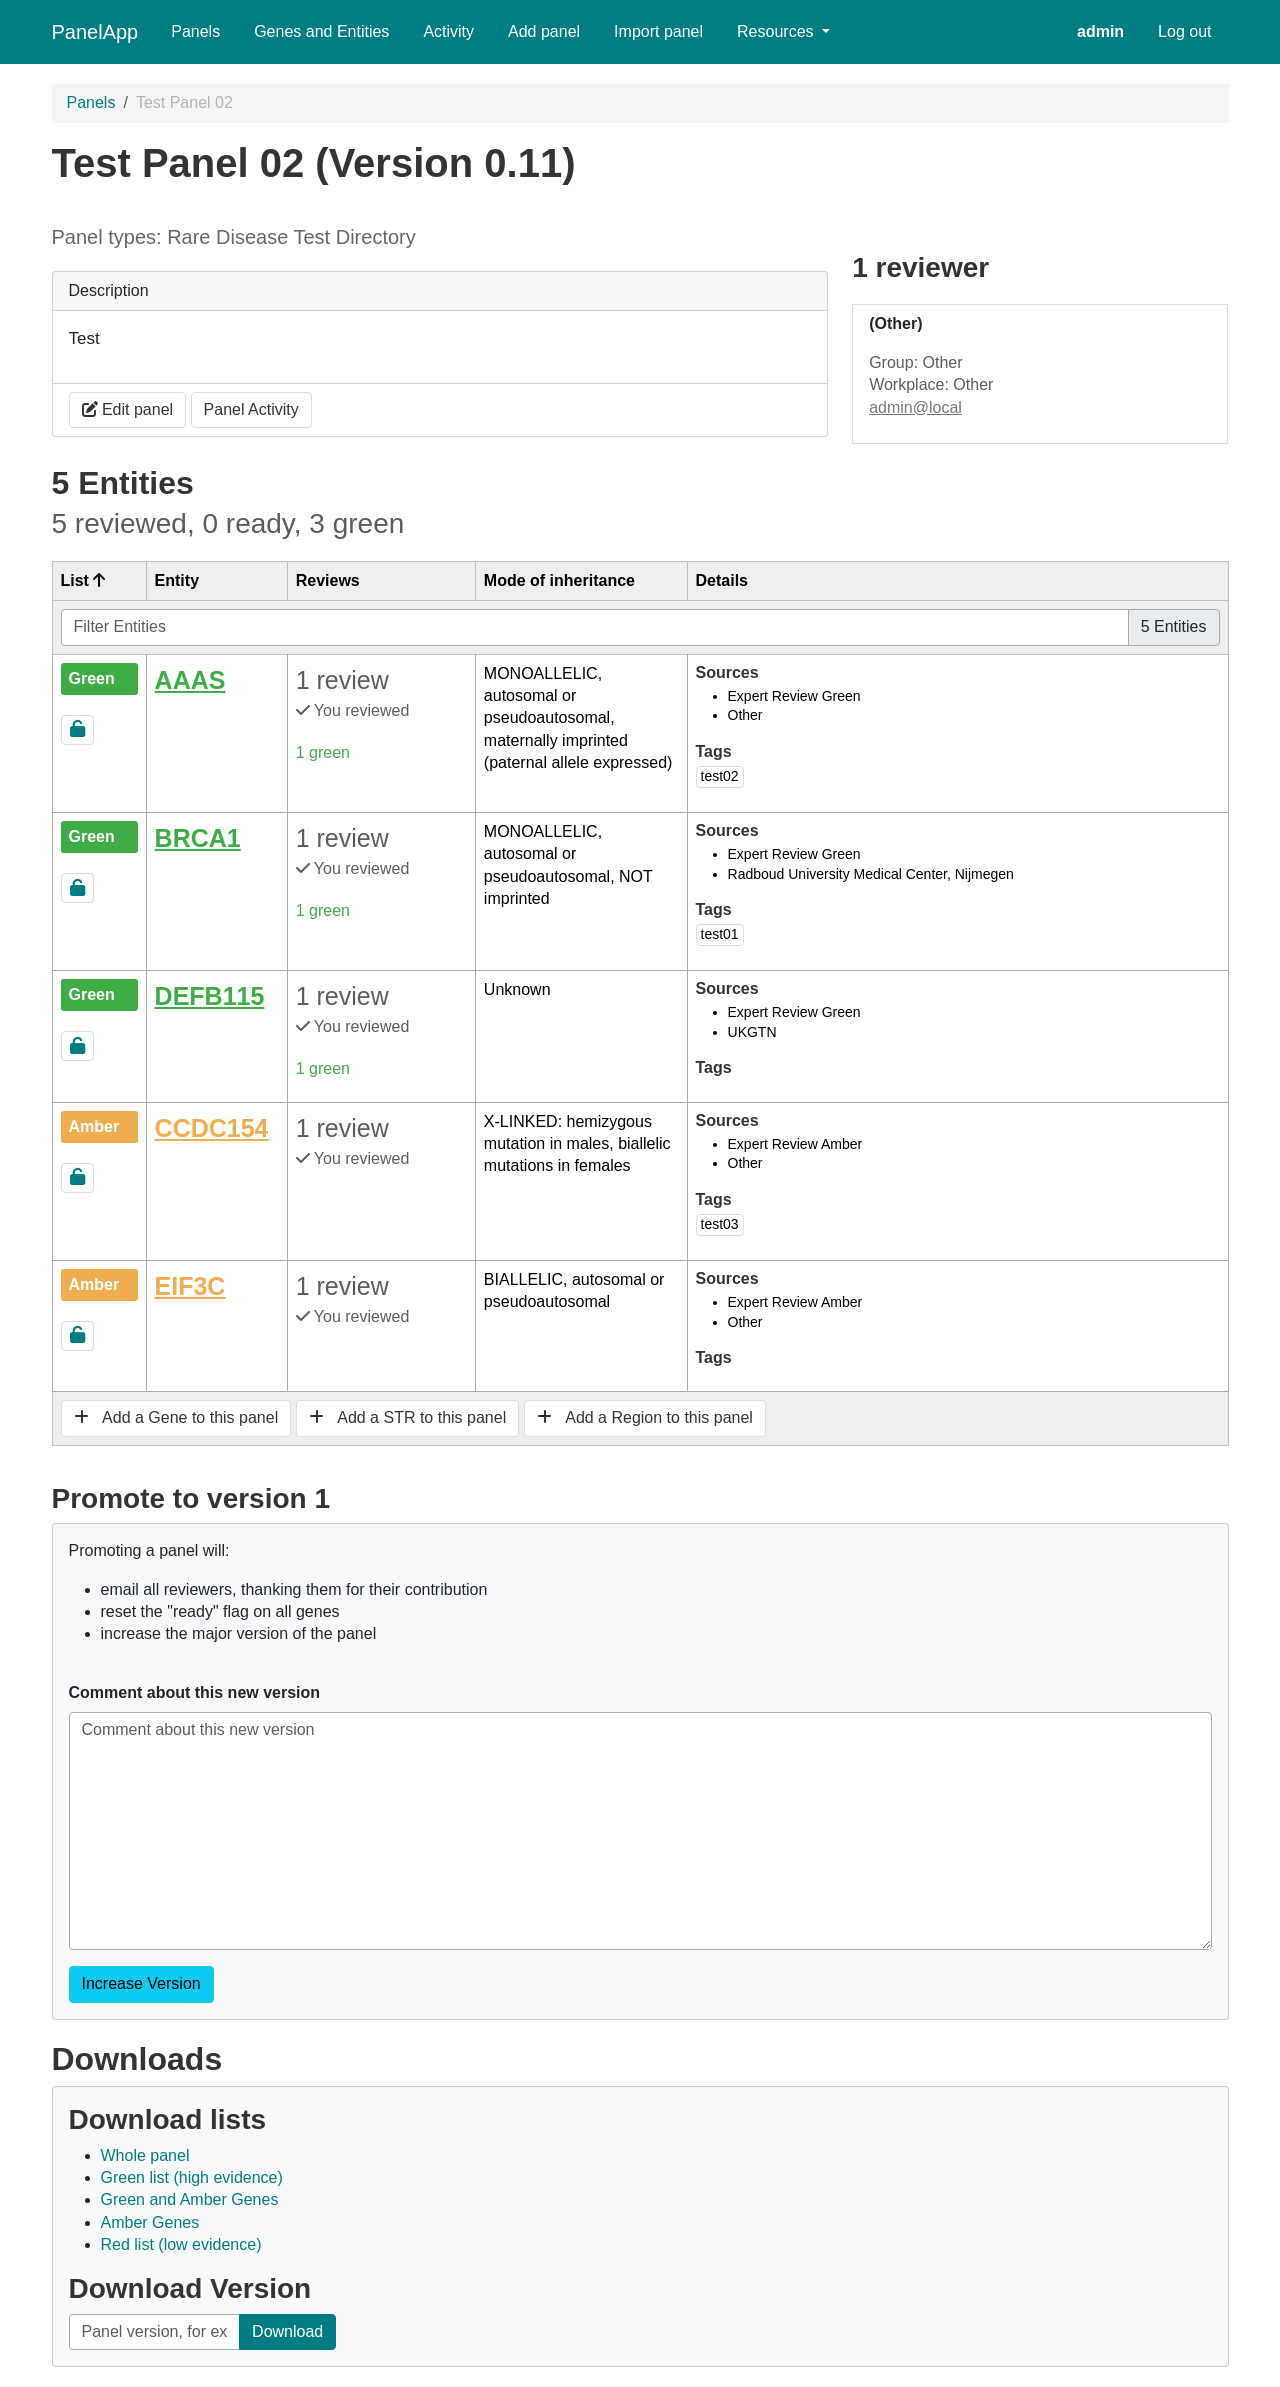 PanelApp Panels Genes and Entities Activity Add panel Import panel Resources admin Log out
Panels / Test Panel 02
Test Panel 02 (Version 0.11)
Panel types: Rare Disease Test Directory
Description
Test
Edit panel Panel Activity
1 reviewer
(Other)
Group: Other
Workplace: Other
admin@local
5 Entities
5 reviewed, 0 ready, 3 green
List Entity Reviews Mode of inheritance Details
Filter Entities 5 Entities
Green
AAAS
1 review
You reviewed
1 green
MONOALLELIC,
autosomal or
pseudoautosomal,
maternally imprinted
(paternal allele expressed)
Sources
Expert Review Green
Other
Tags
test02
Green
BRCA1
1 review
You reviewed
1 green
MONOALLELIC,
autosomal or
pseudoautosomal, NOT
imprinted
Sources
Expert Review Green
Radboud University Medical Center, Nijmegen
Tags
test01
Green
DEFB115
1 review
You reviewed
1 green
Unknown
Sources
Expert Review Green
UKGTN
Tags
Amber
CCDC154
1 review
You reviewed
X-LINKED: hemizygous
mutation in males, biallelic
mutations in females
Sources
Expert Review Amber
Other
Tags
test03
Amber
EIF3C
1 review
You reviewed
BIALLELIC, autosomal or
pseudoautosomal
Sources
Expert Review Amber
Other
Tags
Add a Gene to this panel Add a STR to this panel Add a Region to this panel
Promote to version 1
Promoting a panel will:
email all reviewers, thanking them for their contribution
reset the "ready" flag on all genes
increase the major version of the panel
Comment about this new version
Comment about this new version
Increase Version
Downloads
Download lists
Whole panel
Green list (high evidence)
Green and Amber Genes
Amber Genes
Red list (low evidence)
Download Version
Panel version, for ex Download